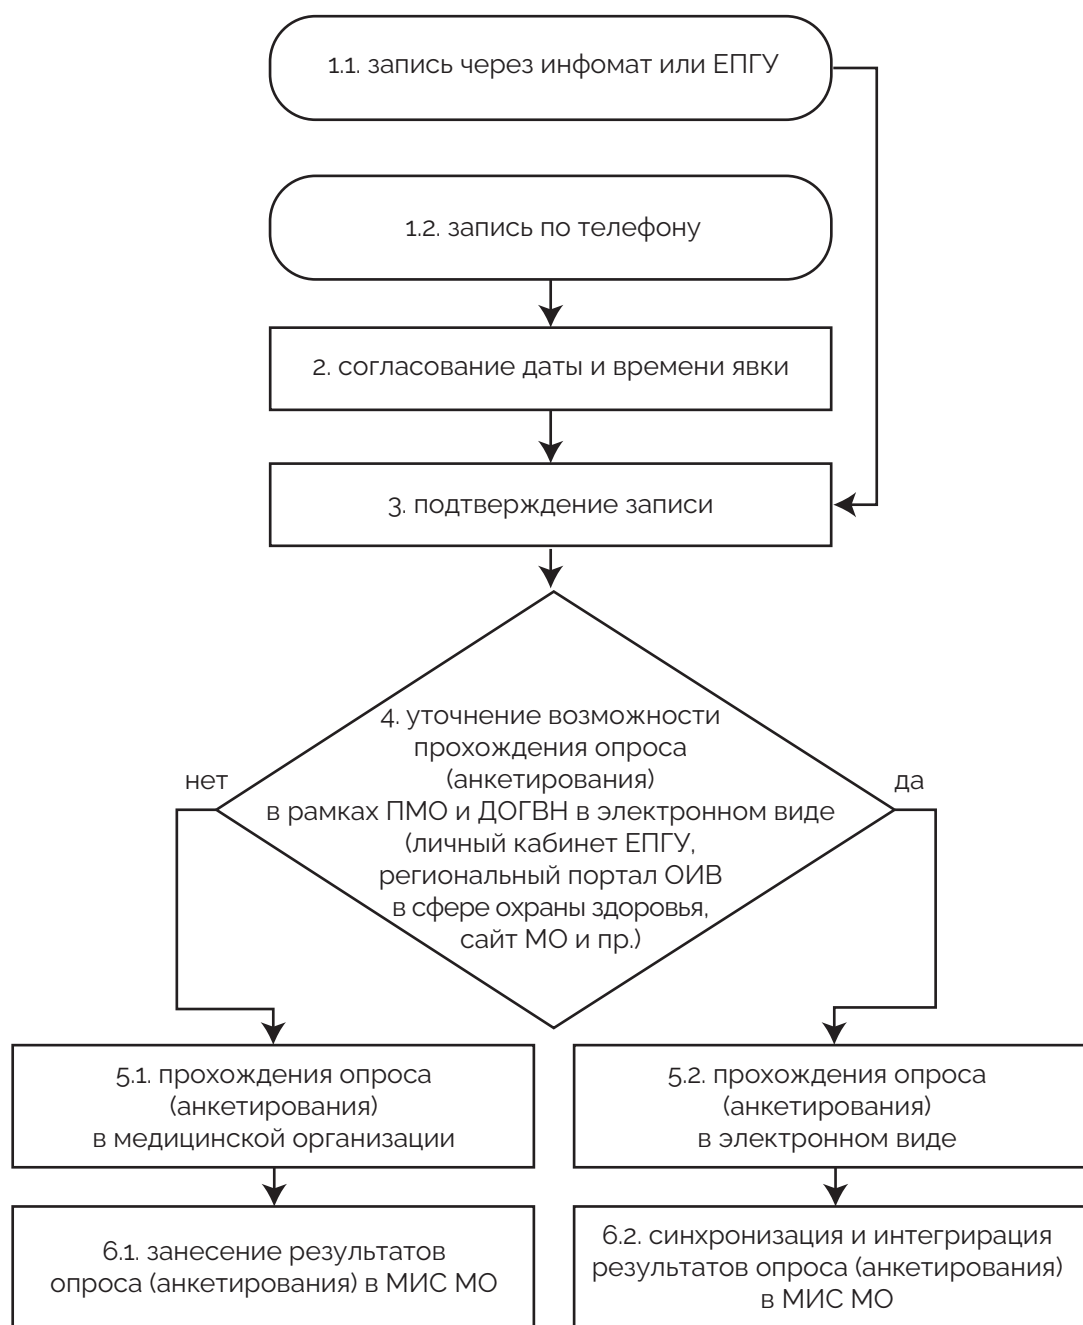 1.1. запись через инфомат или ЕПГУ
1.2. запись по телефону
2. согласование даты и времени явки
3. подтверждение записи
4. уточнение возможности
прохождения опроса
(анкетирования)
в рамках ПМО и ДОГВН в электронном виде
(личный кабинет ЕПГУ,
региональный портал ОИВ
в сфере охраны здоровья,
сайт МО и пр.)
нет
да
5.1. прохождения опроса
(анкетирования)
в медицинской организации
5.2. прохождения опроса
(анкетирования)
в электронном виде
6.1. занесение результатов
опроса (анкетирования) в МИС МО
6.2. синхронизация и интегрирация
результатов опроса (анкетирования)
в МИС МО